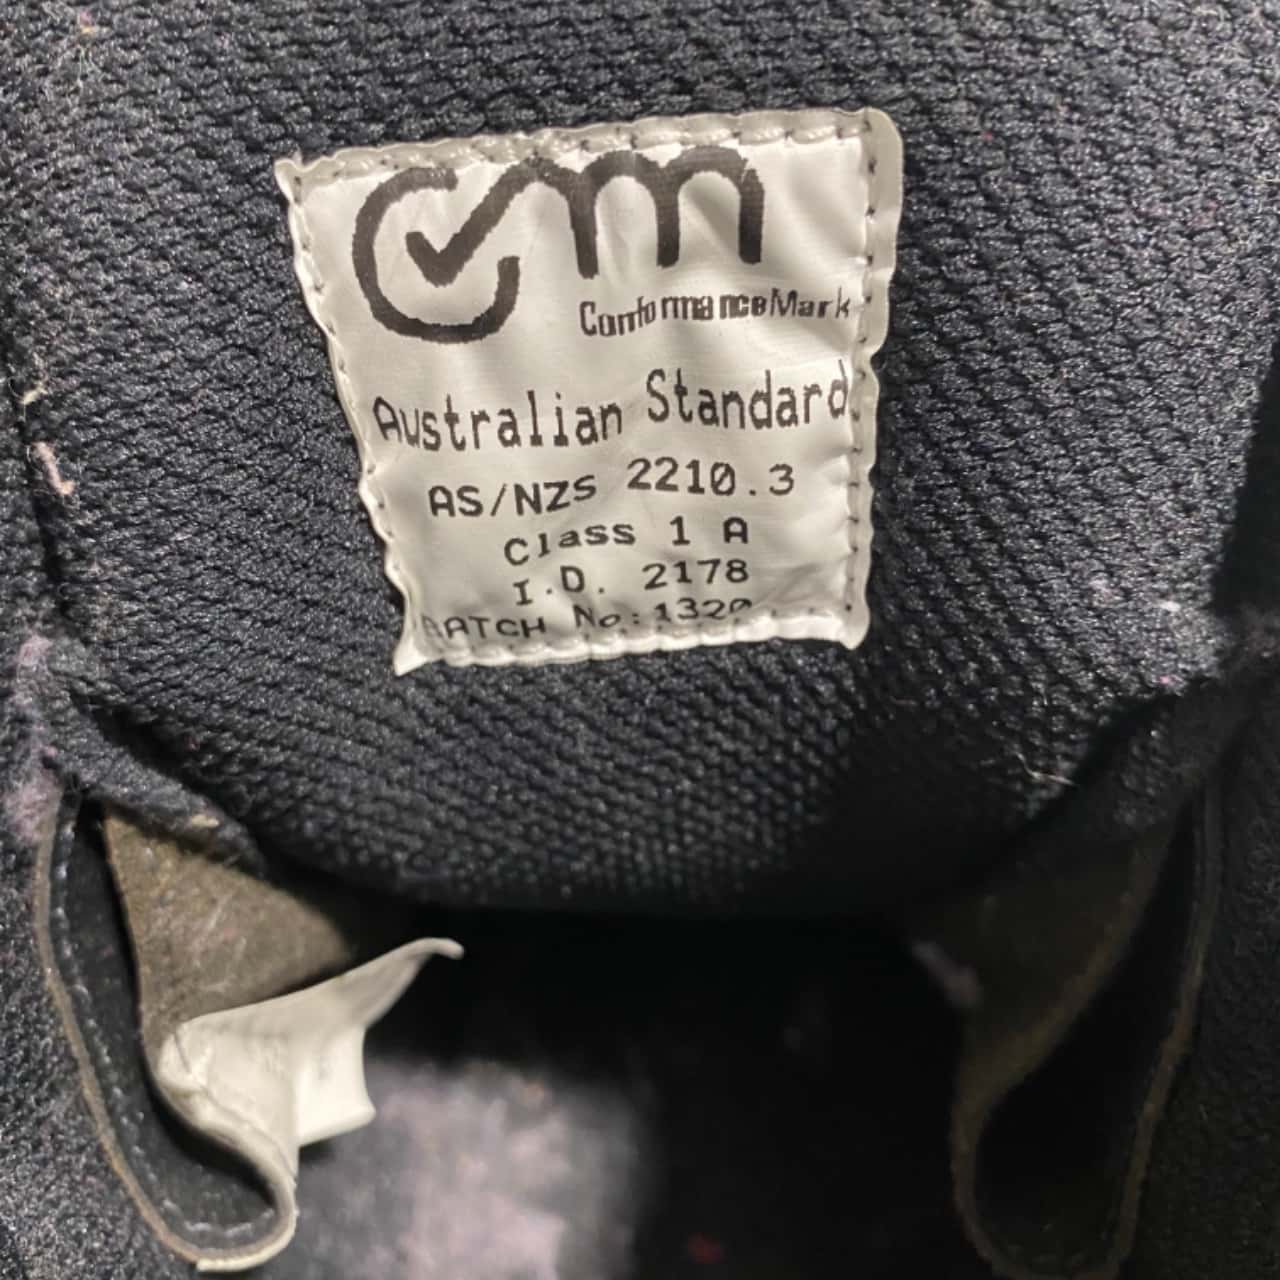 cm
ConformanceMark
Australian Standard.
AS/NZS 2210.3
Class 1 A
I.D. 2178
BATCH No: 1320